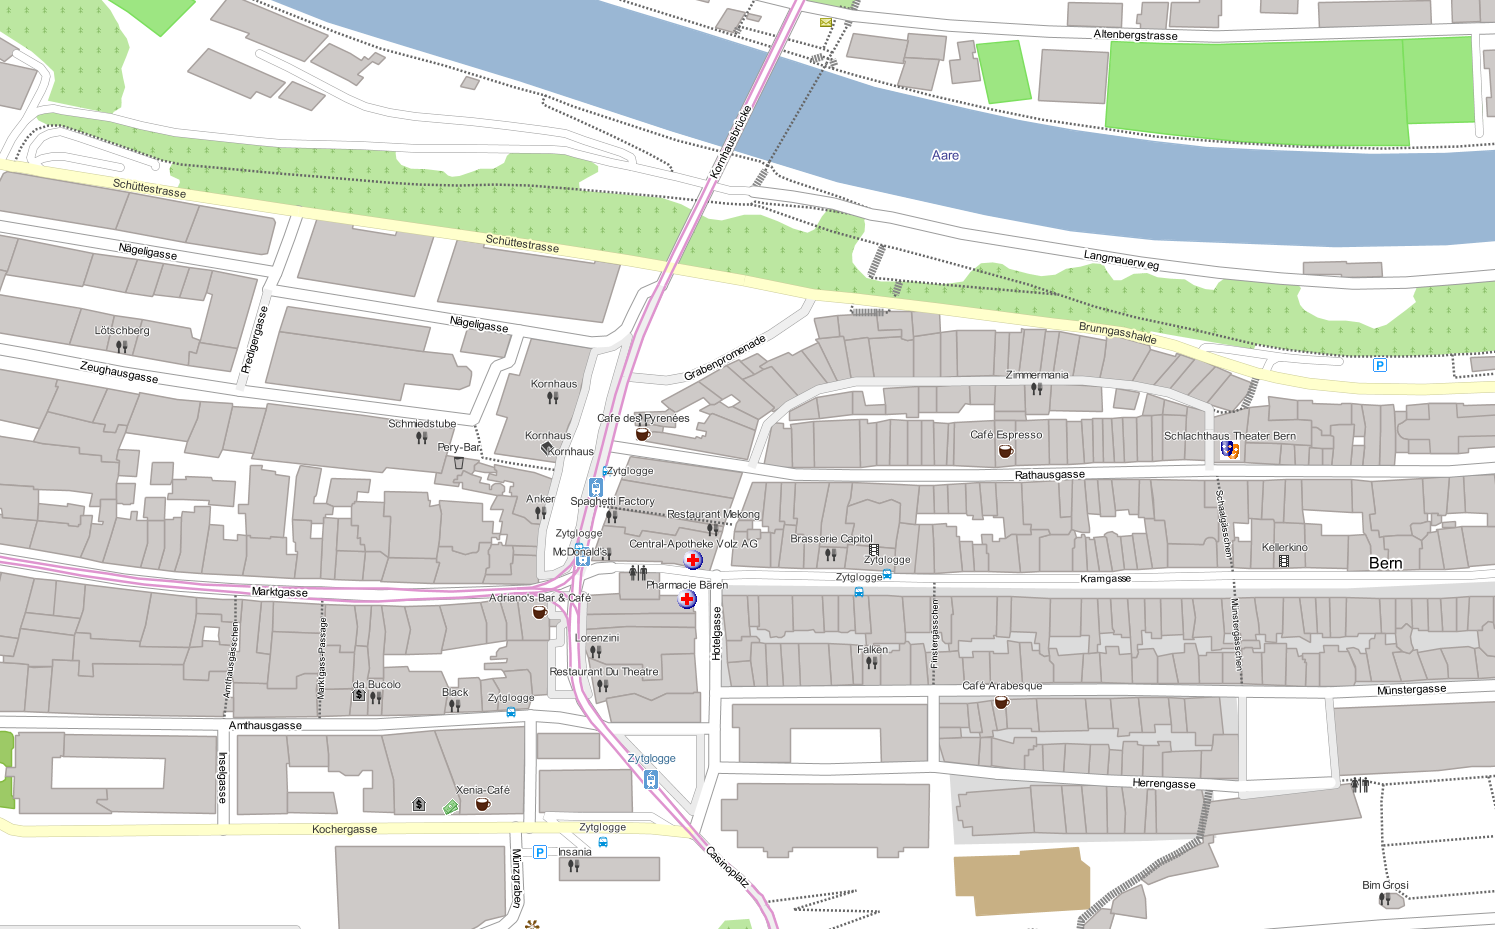 Altenbergstrasse
Kornhausbrücke
Aare
Schüttestrasse
Schüttestrasse
Nägeligasse
Langmauerweg
Lötschberg
Predigergasse
Nägeligasse
Brunngasshalde
Grabenpromenade
P
Zeughausgasse
Kornhaus
Zimmermania
Schmiedstube
Cafe des Pyrenées
Kornhaus
Kornhaus
Café Espresso
Schlachthaus Theater Bern
Pery-Bar
Zytglogge
Rathausgasse
Anker
Spaghetti Factory
Schaalgässchen
Restaurant Mekong
Zytglogge
McDonald's
Central-Apotheke Volz AG
Brasserie Capitol
Zytglogge
Kellerkino
Bern
Marktgasse
Pharmacie Bären
Zytglogge
Kramgasse
Adriano's Bar & Café
Hotelgasse
Amthausgässchen
Marktgass-Passage
Lorenzini
Falken
Finstergässchen
Münstergässchen
da Bucolo
Black
Restaurant Du Theatre
Café Arabesque
Münstergasse
Zytglogge
Amthausgasse
Inselgasse
Zytglogge
Herrengasse
Xenia-Café
Kochergasse
Zytglogge
P
Insania
Münzgraben
Casinoplatz
Bim Grosi